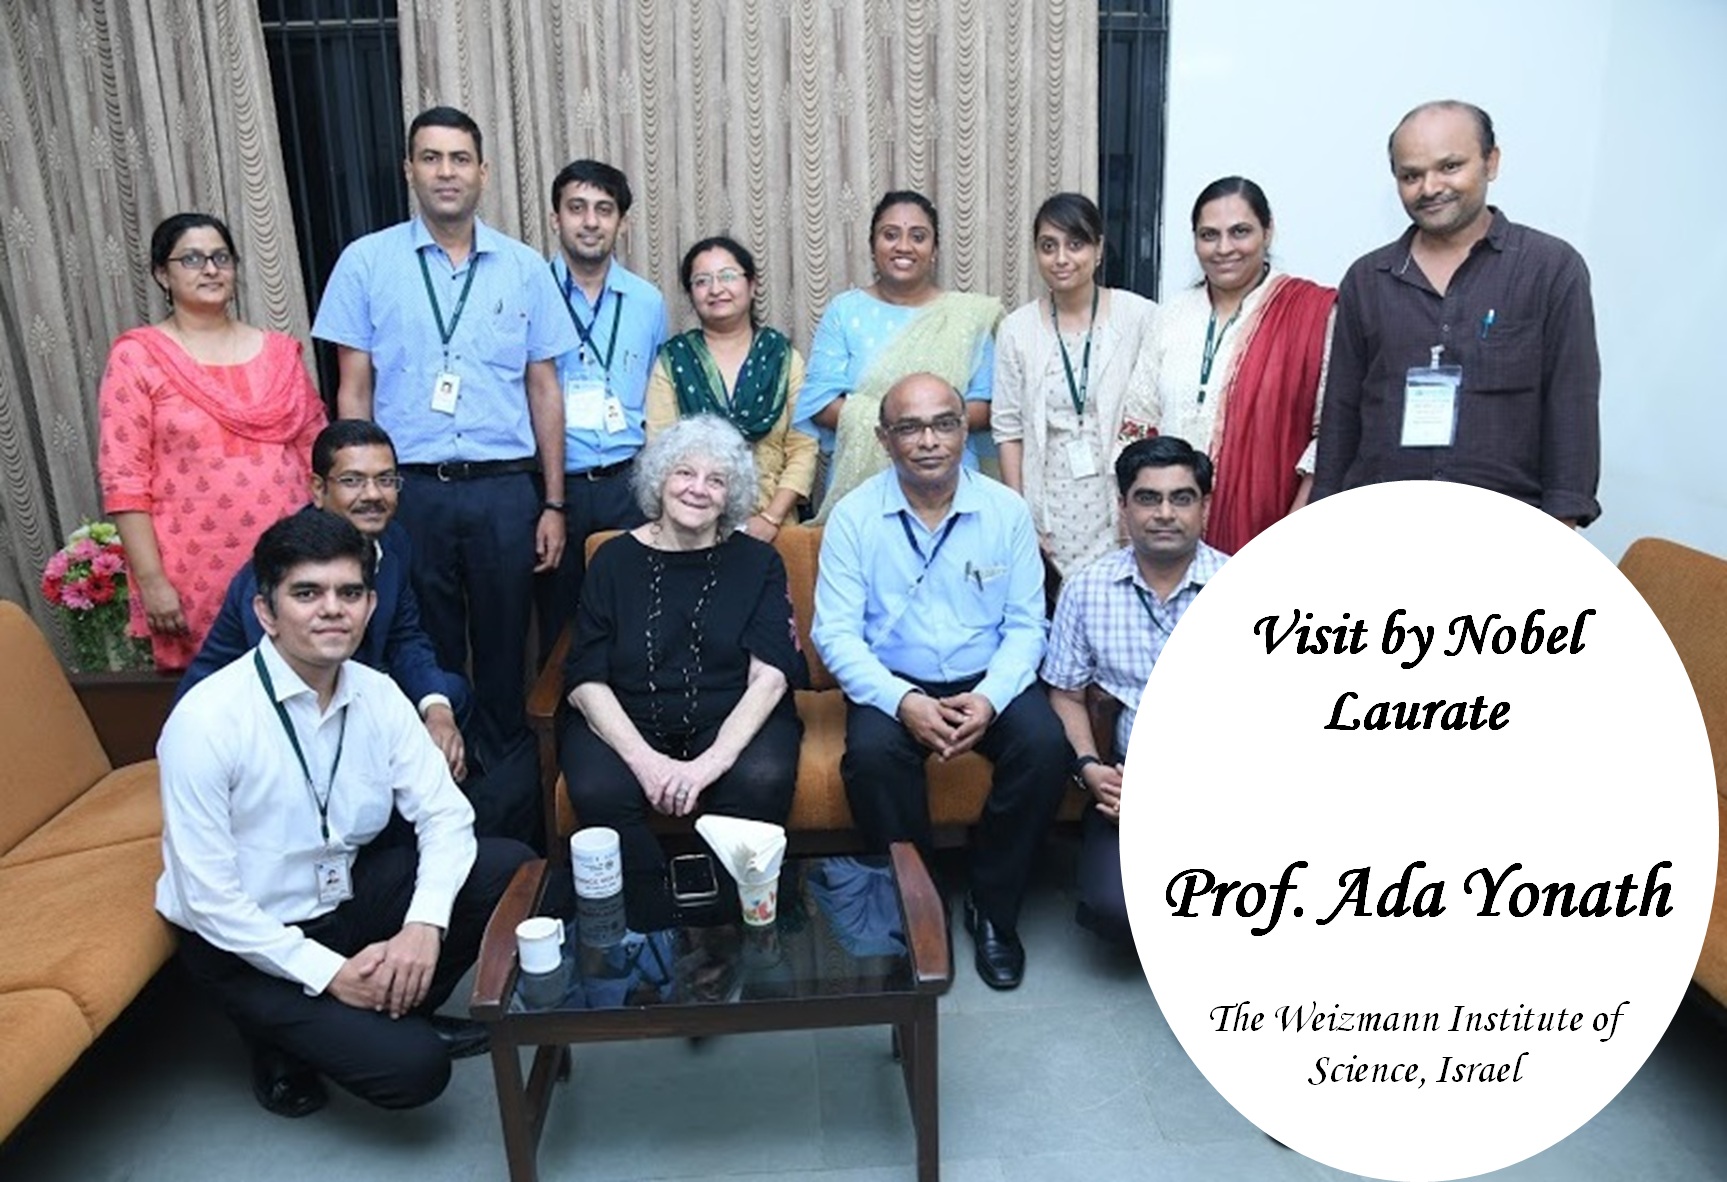 Visit by Nobel
Laurate
Prof. Ada Yonath
The Weizmann Institute of
Science, Israel